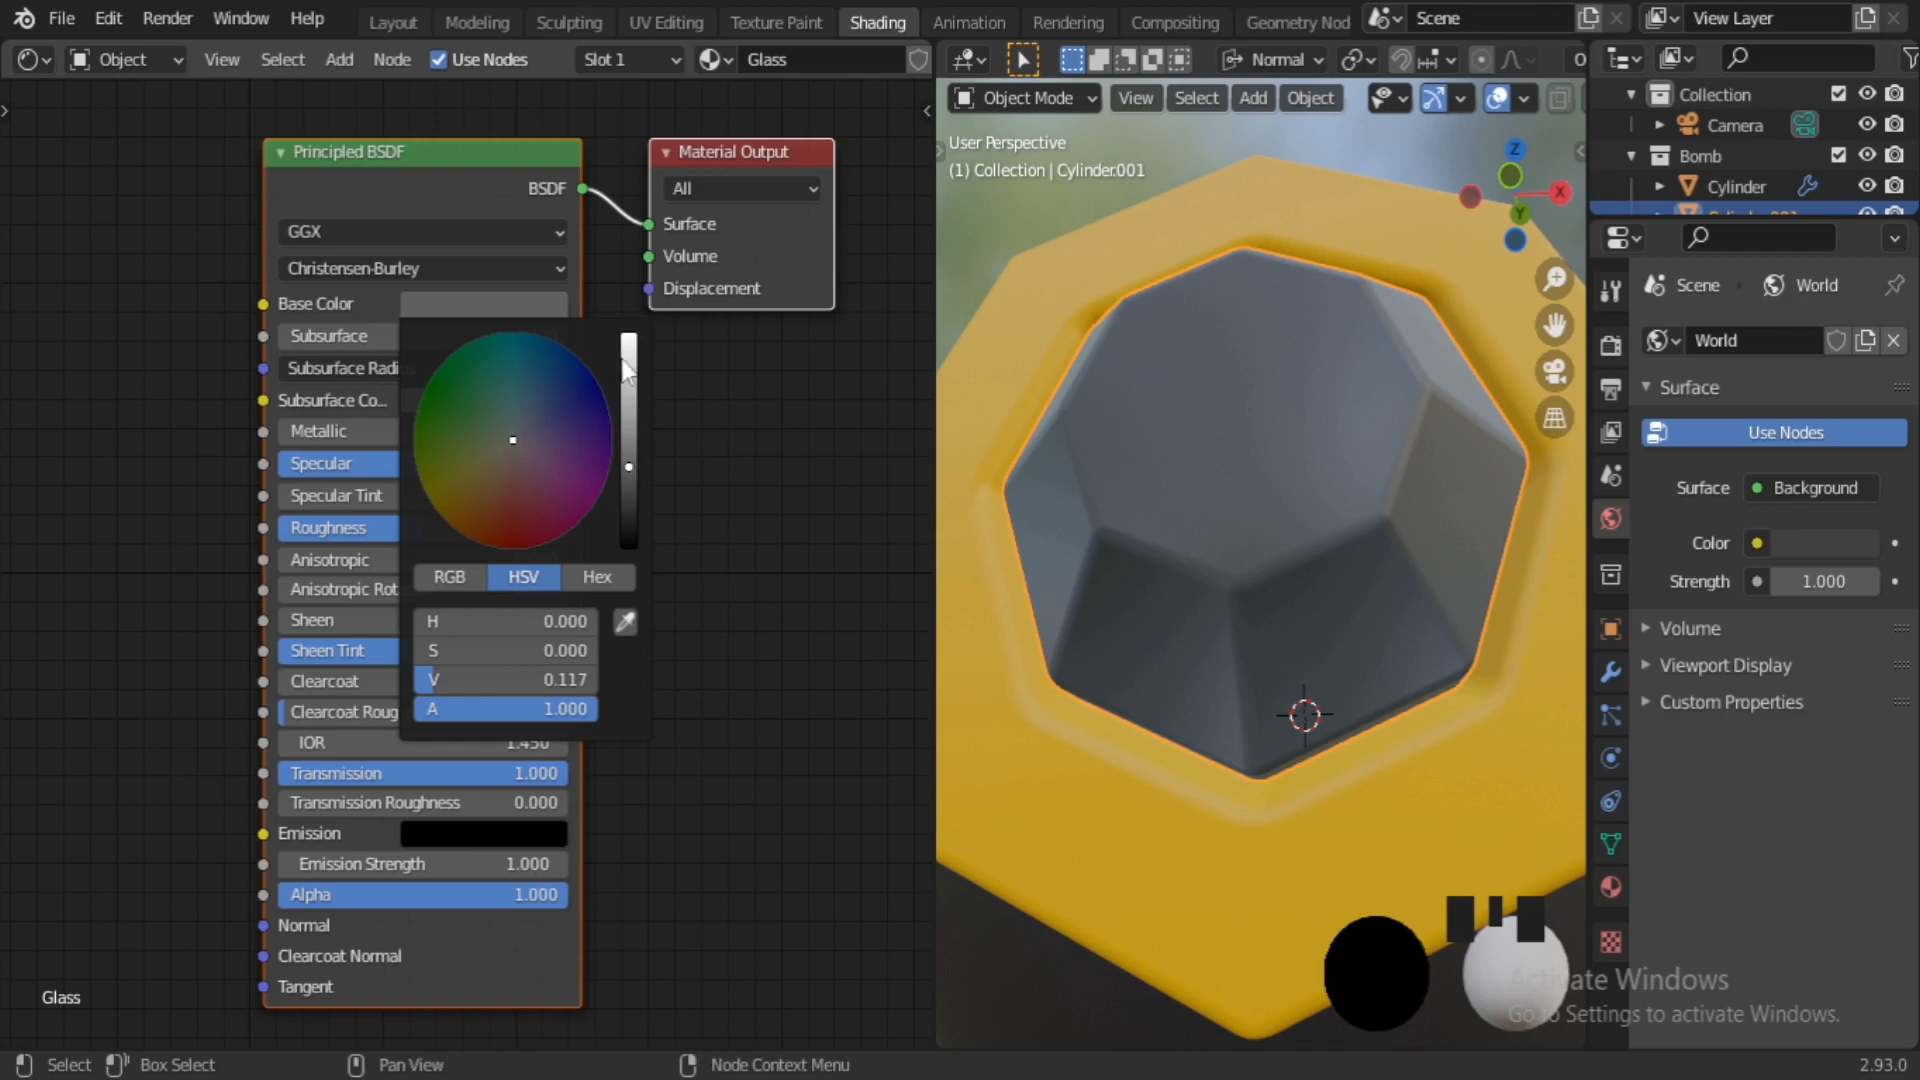 File Edit Render Window Help
Layout Modeling Sculpting UV Editing Texture Paint Shading Animation Rendering Compositing Geometry Nod
Scene
View Layer
Object View Select Add Node Use Nodes Slot 1 Glass
Normal
Object Mode View Select Add Object
User Perspective
(1) Collection | Cylinder.001
Z
X
Y
Collection
Camera
Bomb
Cylinder
Principled BSDF
BSDF
GGX
Christensen-Burley
Base Color
Subsurface
Subsurface Radi
Subsurface Co...
Metallic
Specular
Specular Tint
Roughness
Anisotropic
Anisotropic Rot
Sheen
Sheen Tint
Clearcoat
Clearcoat Roug
IOR 1.450
Transmission 1.000
Transmission Roughness 0.000
Emission
Emission Strength 1.000
Alpha 1.000
Normal
Clearcoat Normal
Tangent
Material Output
All
Surface
Volume
Displacement
RGB HSV Hex
H 0.000
S 0.000
V 0.117
A 1.000
Scene World
World
Surface
Use Nodes
Surface Background
Color
Strength 1.000
Volume
Viewport Display
Custom Properties
Glass
Activate Windows
Go to Settings to activate Windows.
Select Box Select Pan View Node Context Menu 2.93.0